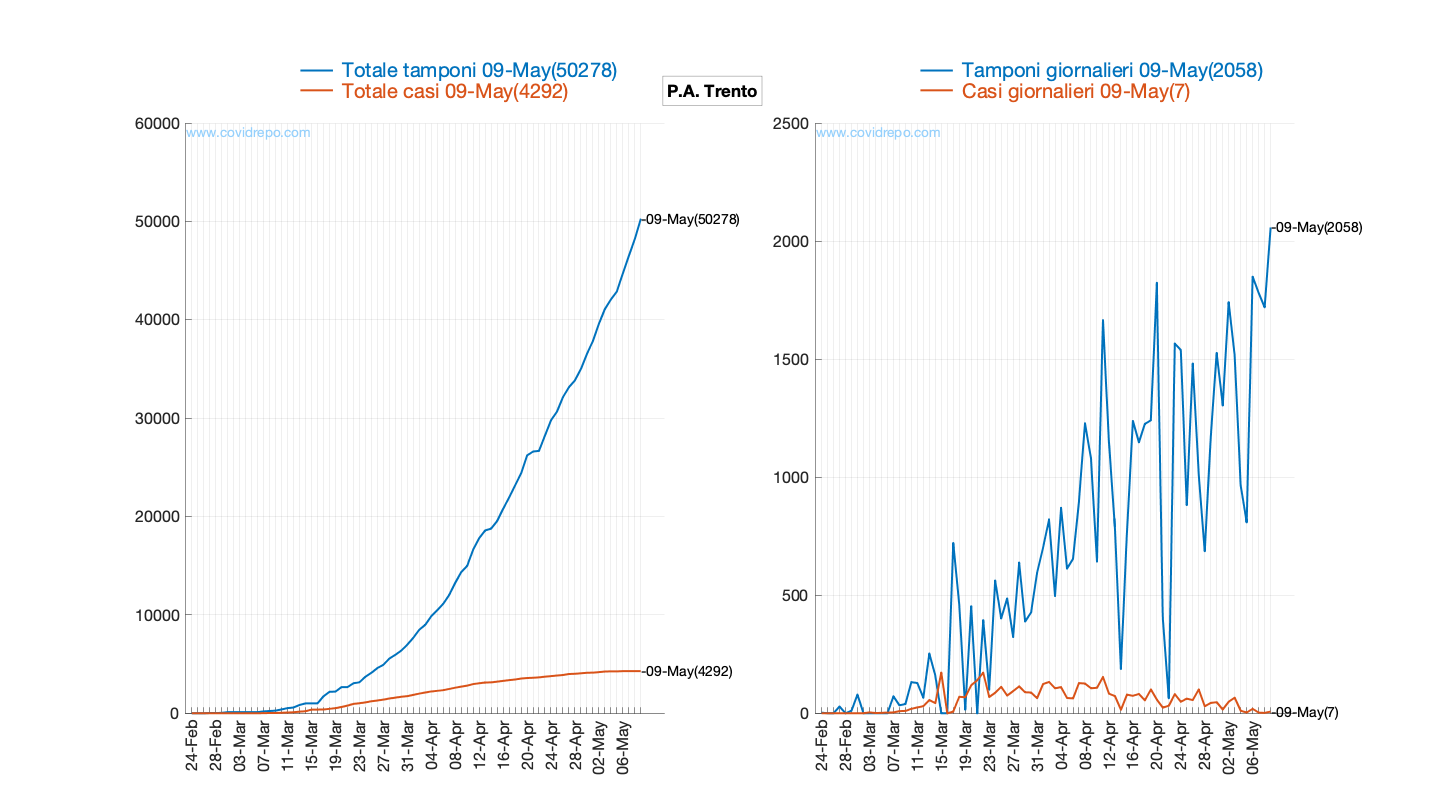 Totale tamponi 09-May(50278)
Totale casi 09-May(4292)
P.A. Trento
Tamponi giornalieri 09-May(2058)
Casi giornalieri 09-May(7)
www.covidrepo.com
60000
50000
40000
30000
20000
10000
0
-09-May(50278)
-09-May(4292)
24-Feb
28-Feb
03-Mar
07-Mar
11-Mar
15-Mar
19-Mar
23-Mar
27-Mar
31-Mar
04-Apr
08-Apr
12-Apr
16-Apr
20-Apr
24-Apr
28-Apr
02-May
06-May
www.covidrepo.com
2500
2000
1500
1000
500
0
-09-May(2058)
-09-May(7)
24-Feb
28-Feb
03-Mar
07-Mar
11-Mar
15-Mar
19-Mar
23-Mar
27-Mar
31-Mar
04-Apr
08-Apr
12-Apr
16-Apr
20-Apr
24-Apr
28-Apr
02-May
06-May